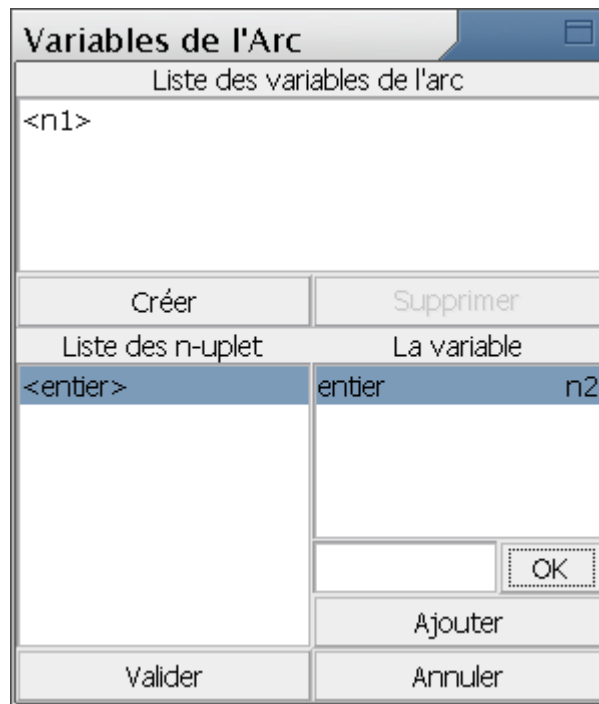 Variables de l'Arc
Liste des variables de l'arc
<n1>
Créer Supprimer
Liste des n-uplet La variable
<entier> entier n2
OK
Ajouter
Valider Annuler